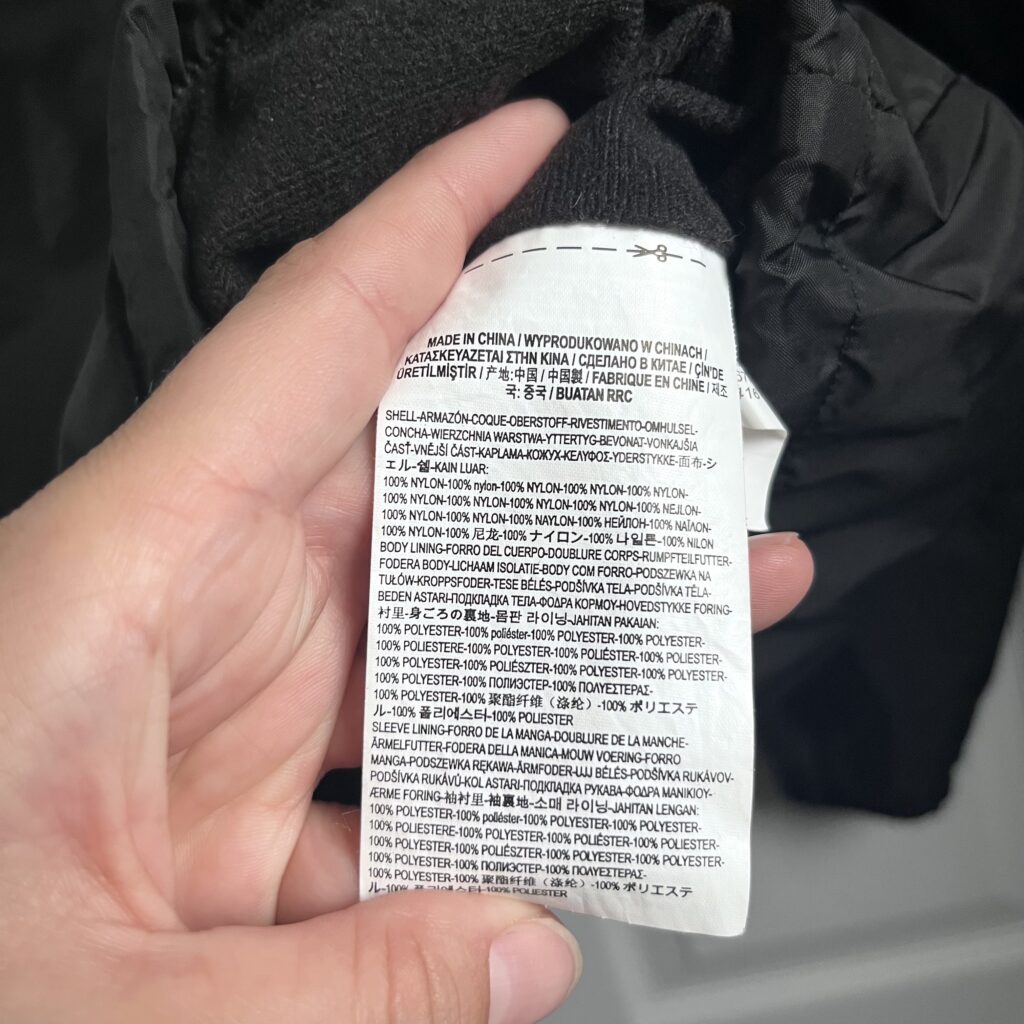 MADE IN CHINA / WYPRODUKOWANO W CHINACH /
ΚΑΤΑΣΚΕΥΑΖΕΤΑΙ ΣΤΗΝ ΚΙΝΑ / СДЕЛАНО В КИТАЕ / ÇİN'DE
ÜRETİLMİŞTİR / 产地:中国 / 中国製 / FABRIQUE EN CHINE / 제조
국: 중국 / BUATAN RRC
SHELL-ARMAZÓN-COQUE-OBERSTOFF-RIVESTIMENTO-OMHULSEL-
CONCHA-WIERZCHNIA WARSTWA-YTTERTYG-BEVONAT-VONKAJŠIA
ČASŤ-VNĚJŠÍ ČÁST-KAPLAMA-КОЖУХ-ΚΕΛΥΦΟΣ-YDERSTYKKE-面布-シ
ェル-쉘-KAIN LUAR:
100% NYLON-100% nylon-100% NYLON-100% NYLON-100% NYLON-
100% NYLON-100% NYLON-100% NYLON-100% NYLON-100% NEJLON-
100% NYLON-100% NYLON-100% NAYLON-100% НЕЙЛОН-100% ΝΑΪΛΟΝ-
100% NYLON-100% 尼龙-100% ナイロン-100% 나일론-100% NILON
BODY LINING-FORRO DEL CUERPO-DOUBLURE CORPS-RUMPFTEILFUTTER-
FODERA BODY-LICHAAM ISOLATIE-BODY COM FORRO-PODSZEWKA NA
TUŁÓW-KROPPSFODER-TESE BÉLÉS-PODŠÍVKA TELA-PODŠÍVKA TĚLA-
BEDEN ASTARI-ПОДКЛАДКА ТЕЛА-ΦΟΔΡΑ ΚΟΡΜΟΥ-HOVEDSTYKKE FORING-
衬里-身ごろの裏地-몸판 라이닝-JAHITAN PAKAIAN:
100% POLYESTER-100% poliéster-100% POLYESTER-100% POLYESTER-
100% POLIESTERE-100% POLYESTER-100% POLIÉSTER-100% POLIESTER-
100% POLYESTER-100% POLIÉSZTER-100% POLYESTER-100% POLYESTER-
100% POLYESTER-100% ПОЛИЭСТЕР-100% ΠΟΛΥΕΣΤΕΡΑΣ-
100% POLYESTER-100% 聚酯纤维（涤纶）-100% ポリエステ
ル-100% 폴리에스터-100% POLIESTER
SLEEVE LINING-FORRO DE LA MANGA-DOUBLURE DE LA MANCHE-
ÄRMELFUTTER-FODERA DELLA MANICA-MOUW VOERING-FORRO
MANGA-PODSZEWKA RĘKAWA-ÄRMFODER-UJJ BÉLÉS-PODŠÍVKA RUKÁVOV-
PODŠÍVKA RUKÁVŮ-KOL ASTARI-ПОДКЛАДКА РУКАВА-ΦΟΔΡΑ ΜΑΝΙΚΙΟΥ-
ÆRME FORING-袖衬里-袖裏地-소매 라이닝-JAHITAN LENGAN:
100% POLYESTER-100% poliéster-100% POLYESTER-100% POLYESTER-
100% POLIESTERE-100% POLYESTER-100% POLIÉSTER-100% POLIESTER-
100% POLYESTER-100% POLIÉSZTER-100% POLYESTER-100% POLYESTER-
100% POLYESTER-100% ПОЛИЭСТЕР-100% ΠΟΛΥΕΣΤΕΡΑΣ-
100% POLYESTER-100% 聚酯纤维（涤纶）-100% ポリエステ
ル-100% 폴리에스터-100% POLIESTER